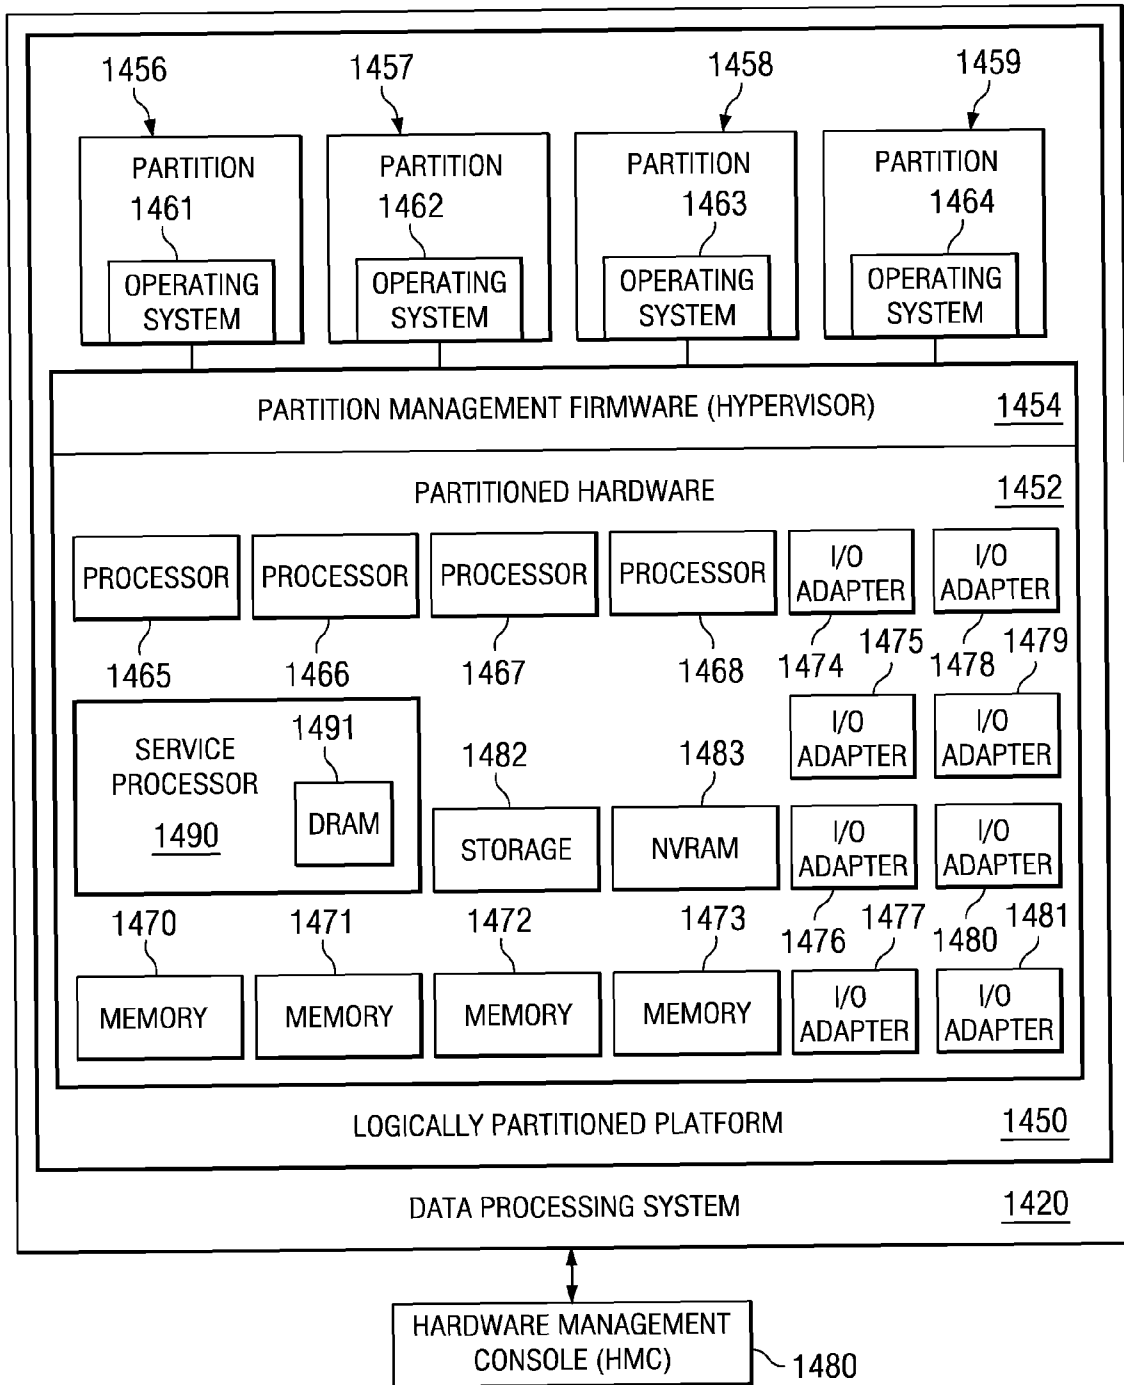 1456 1457 1458 1459
PARTITION PARTITION PARTITION PARTITION
1461 1462 1463 1464
OPERATING SYSTEM
OPERATING SYSTEM
OPERATING SYSTEM
OPERATING SYSTEM
PARTITION MANAGEMENT FIRMWARE (HYPERVISOR) 1454
PARTITIONED HARDWARE 1452
PROCESSOR PROCESSOR PROCESSOR PROCESSOR
I/O
ADAPTER
I/O
ADAPTER
1465 1466 1467 1468 1474 1475 1478 1479
SERVICE
PROCESSOR
1490
1491
DRAM
1482
STORAGE
1483
NVRAM
I/O
ADAPTER
I/O
ADAPTER
I/O
ADAPTER
I/O
ADAPTER
1470 1471 1472 1473 1476 1477 1480 1481
MEMORY MEMORY MEMORY MEMORY
I/O
ADAPTER
I/O
ADAPTER
LOGICALLY PARTITIONED PLATFORM 1450
DATA PROCESSING SYSTEM 1420
HARDWARE MANAGEMENT
CONSOLE (HMC) 1480